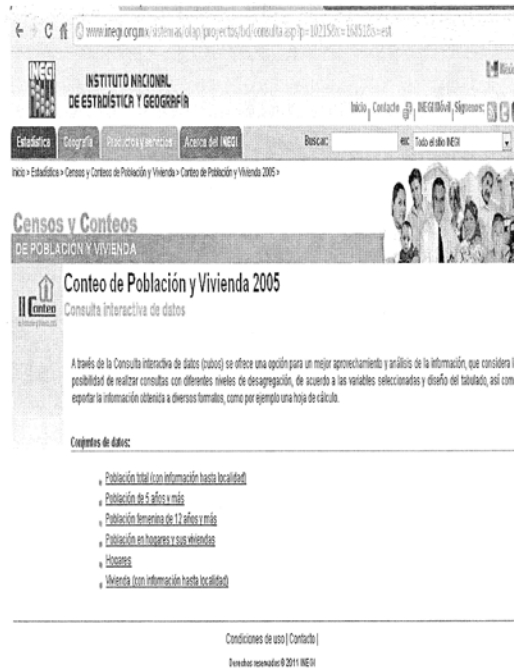 www.inegi.org.mx/sistemas/olap/proyectos/bd/consulta.asp?p=10215&c=16851&s=est
INEGI
INSTITUTO NACIONAL
DE ESTADÍSTICA Y GEOGRAFÍA
Inicio | Contacto | INEGI Móvil | Síguenos:
Estadística Geografía Productos y servicios Acerca del INEGI Buscar: en: Todo el sitio INEGI
Inicio > Estadística > Censos y Conteos de Población y Vivienda > Conteo de Población y Vivienda 2005 >
Censos y Conteos
DE POBLACIÓN Y VIVIENDA
II Conteo
Conteo de Población y Vivienda 2005
Consulta interactiva de datos
A través de la Consulta interactiva de datos (cubos) se ofrece una opción para un mejor aprovechamiento y análisis de la información, que considera l
posibilidad de realizar consultas con diferentes niveles de desagregación, de acuerdo a las variables seleccionadas y diseño del tabulado, así com
exportar la información obtenida a diversos formatos, como por ejemplo una hoja de cálculo.
Conjuntos de datos:
Población total (con información hasta localidad)
Población de 5 años y más
Población femenina de 12 años y más
Población en hogares y sus viviendas
Hogares
Vivienda (con información hasta localidad)
Condiciones de uso | Contacto |
Derechos reservados © 2011 INEGI